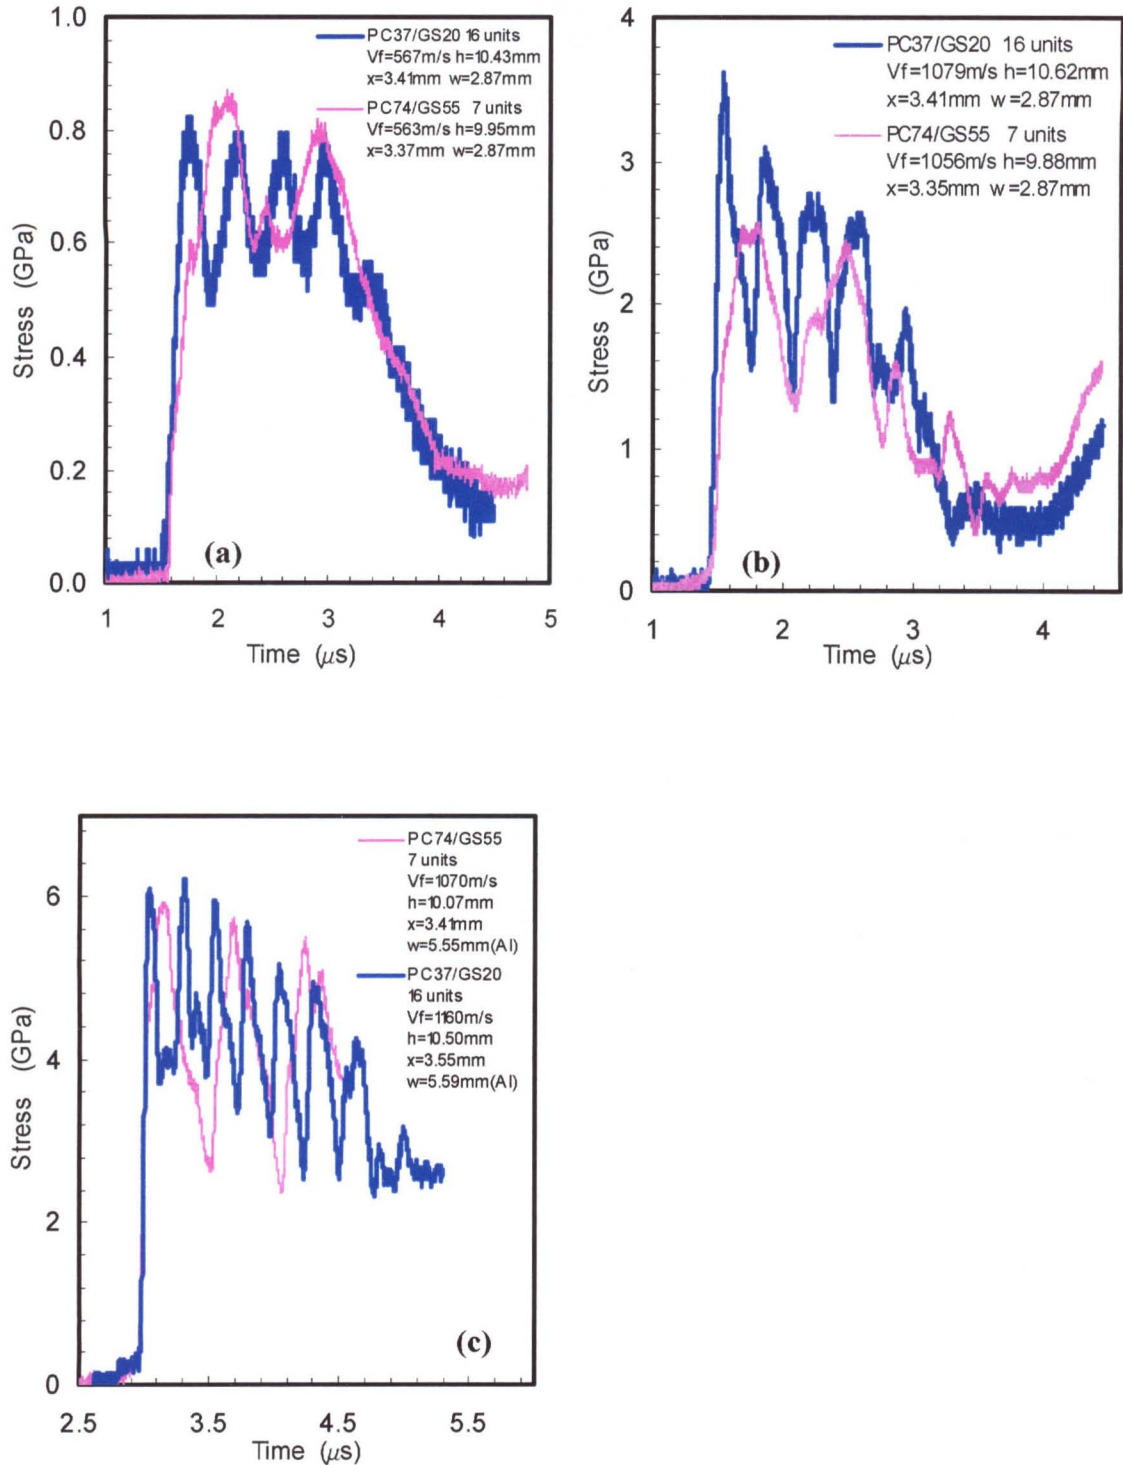 1.0
0.8
0.6
0.4
0.2
0.0
Stress (GPa)
PC37/GS20 16 units
Vf=567m/s h=10.43mm
x=3.41mm w=2.87mm
PC74/GS55 7 units
Vf=563m/s h=9.95mm
x=3.37mm w=2.87mm
(a)
1 2 3 4 5
Time (μs)
4
3
2
1
0
Stress (GPa)
PC37/GS20 16 units
Vf=1079m/s h=10.62mm
x=3.41mm w=2.87mm
PC74/GS55 7 units
Vf=1056m/s h=9.88mm
x=3.35mm w=2.87mm
(b)
1 2 3 4
Time (μs)
6
4
2
0
Stress (GPa)
PC74/GS55
7 units
Vf=1070m/s
h=10.07mm
x=3.41mm
w=5.55mm(Al)
PC37/GS20
16 units
Vf=1160m/s
h=10.50mm
x=3.55mm
w=5.59mm(Al)
(c)
2.5 3.5 4.5 5.5
Time (μs)